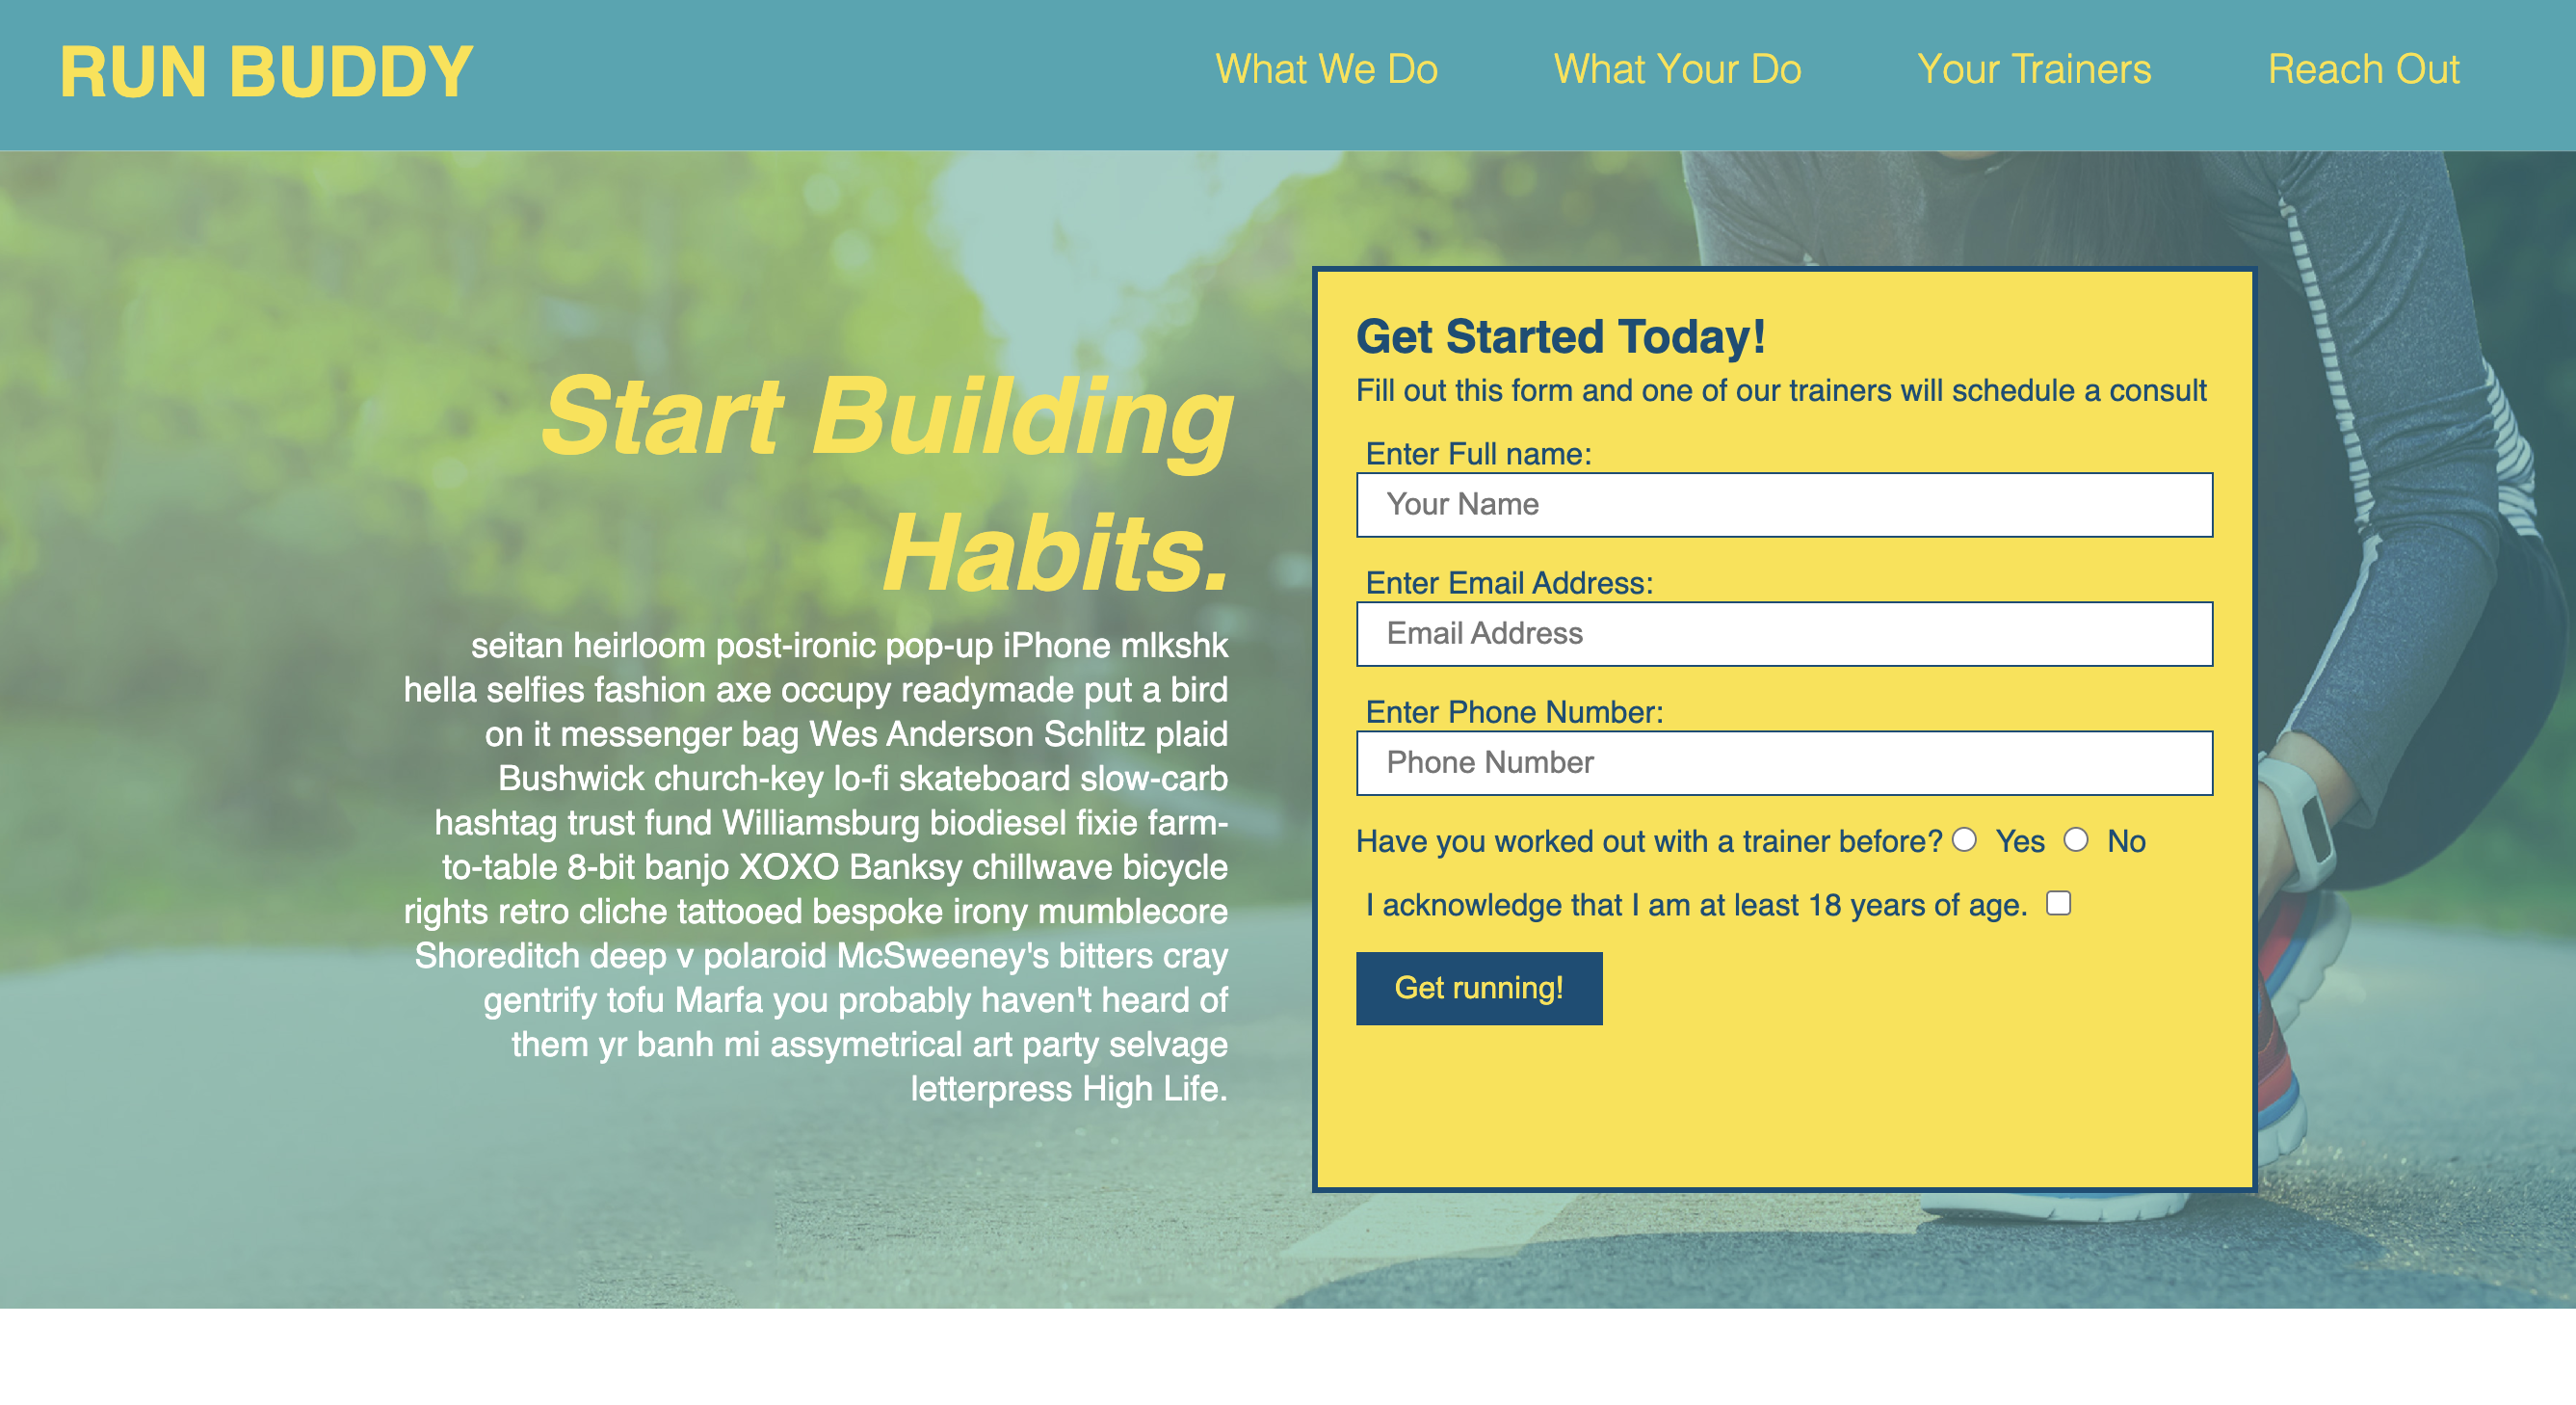 RUN BUDDY
What We Do
What Your Do
Your Trainers
Reach Out
Start Building
Habits.
seitan heirloom post-ironic pop-up iPhone mlkshk
hella selfies fashion axe occupy readymade put a bird
on it messenger bag Wes Anderson Schlitz plaid
Bushwick church-key lo-fi skateboard slow-carb
hashtag trust fund Williamsburg biodiesel fixie farm-
to-table 8-bit banjo XOXO Banksy chillwave bicycle
rights retro cliche tattooed bespoke irony mumblecore
Shoreditch deep v polaroid McSweeney's bitters cray
gentrify tofu Marfa you probably haven't heard of
them yr banh mi assymetrical art party selvage
letterpress High Life.
Get Started Today!
Fill out this form and one of our trainers will schedule a consult
Enter Full name:
Your Name
Enter Email Address:
Email Address
Enter Phone Number:
Phone Number
Have you worked out with a trainer before? Yes No
I acknowledge that I am at least 18 years of age.
Get running!